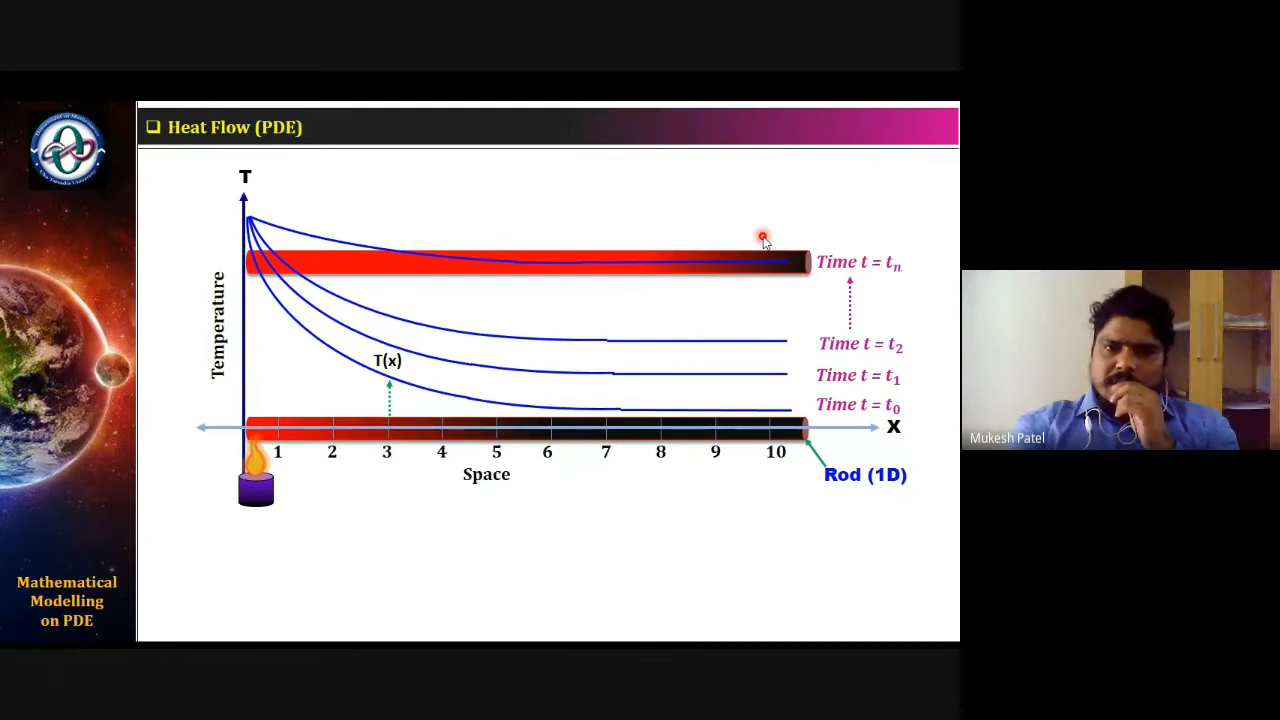 ❑ Heat Flow (PDE)
T
Temperature
T(x)
Time t = tₙ
Time t = t₂
Time t = t₁
Time t = t₀
X
1 2 3 4 5 6 7 8 9 10
Space
Rod (1D)
Mathematical
Modelling
on PDE
Mukesh Patel